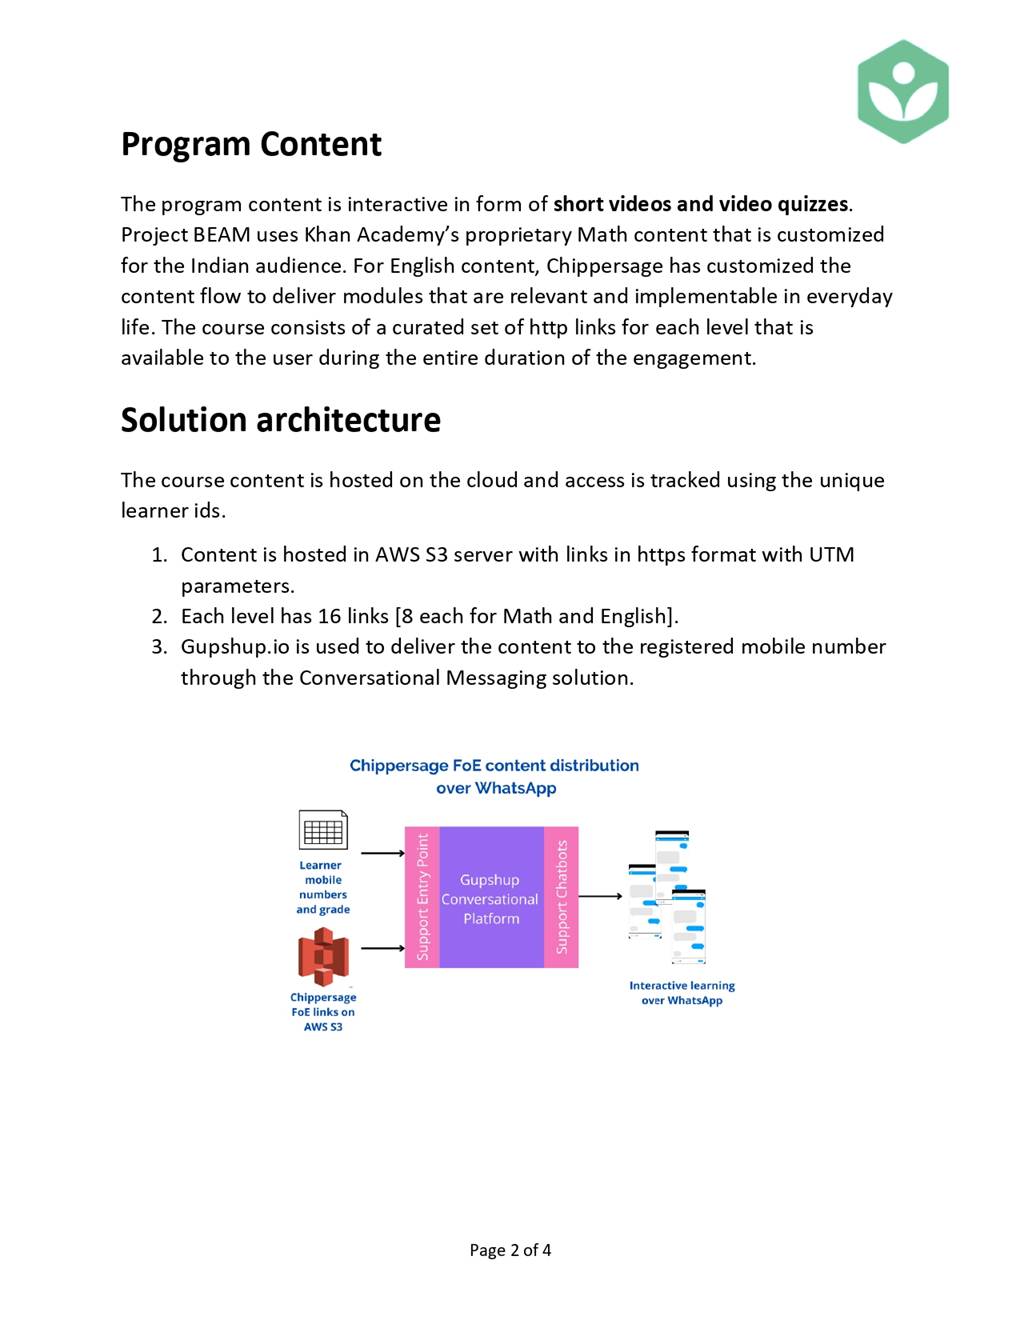 Program Content
The program content is interactive in form of short videos and video quizzes.
Project BEAM uses Khan Academy’s proprietary Math content that is customized
for the Indian audience. For English content, Chippersage has customized the
content flow to deliver modules that are relevant and implementable in everyday
life. The course consists of a curated set of http links for each level that is
available to the user during the entire duration of the engagement.
Solution architecture
The course content is hosted on the cloud and access is tracked using the unique
learner ids.
1. Content is hosted in AWS S3 server with links in https format with UTM
parameters.
2. Each level has 16 links [8 each for Math and English].
3. Gupshup.io is used to deliver the content to the registered mobile number
through the Conversational Messaging solution.
Chippersage FoE content distribution
over WhatsApp
Learner
mobile
numbers
and grade
Chippersage
FoE links on
AWS S3
Support Entry Point
Gupshup
Conversational
Platform
Support Chatbots
Interactive learning
over WhatsApp
Page 2 of 4